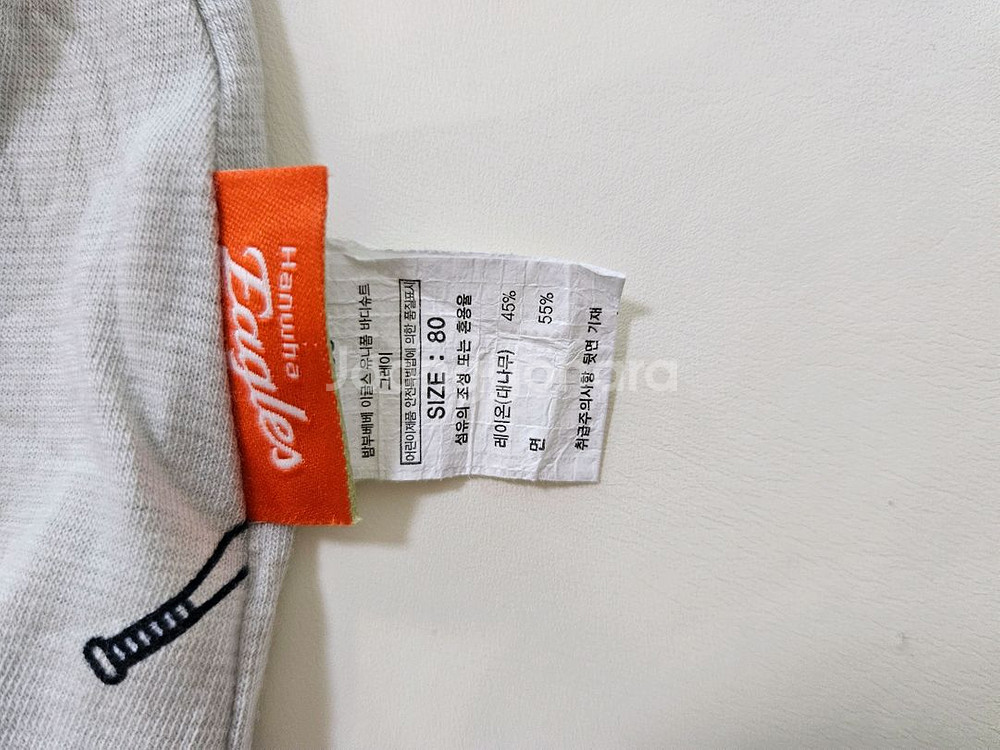 Hanwha
Eagles
밤부베베 이글스 유니폼 바디슈트
그레이
어린이제품 안전특별법에 의한 품질표시
SIZE : 80
섬유의 조성 또는 혼용율
레이온(대나무) 45%
면 55%
취급주의사항 뒷면 기재